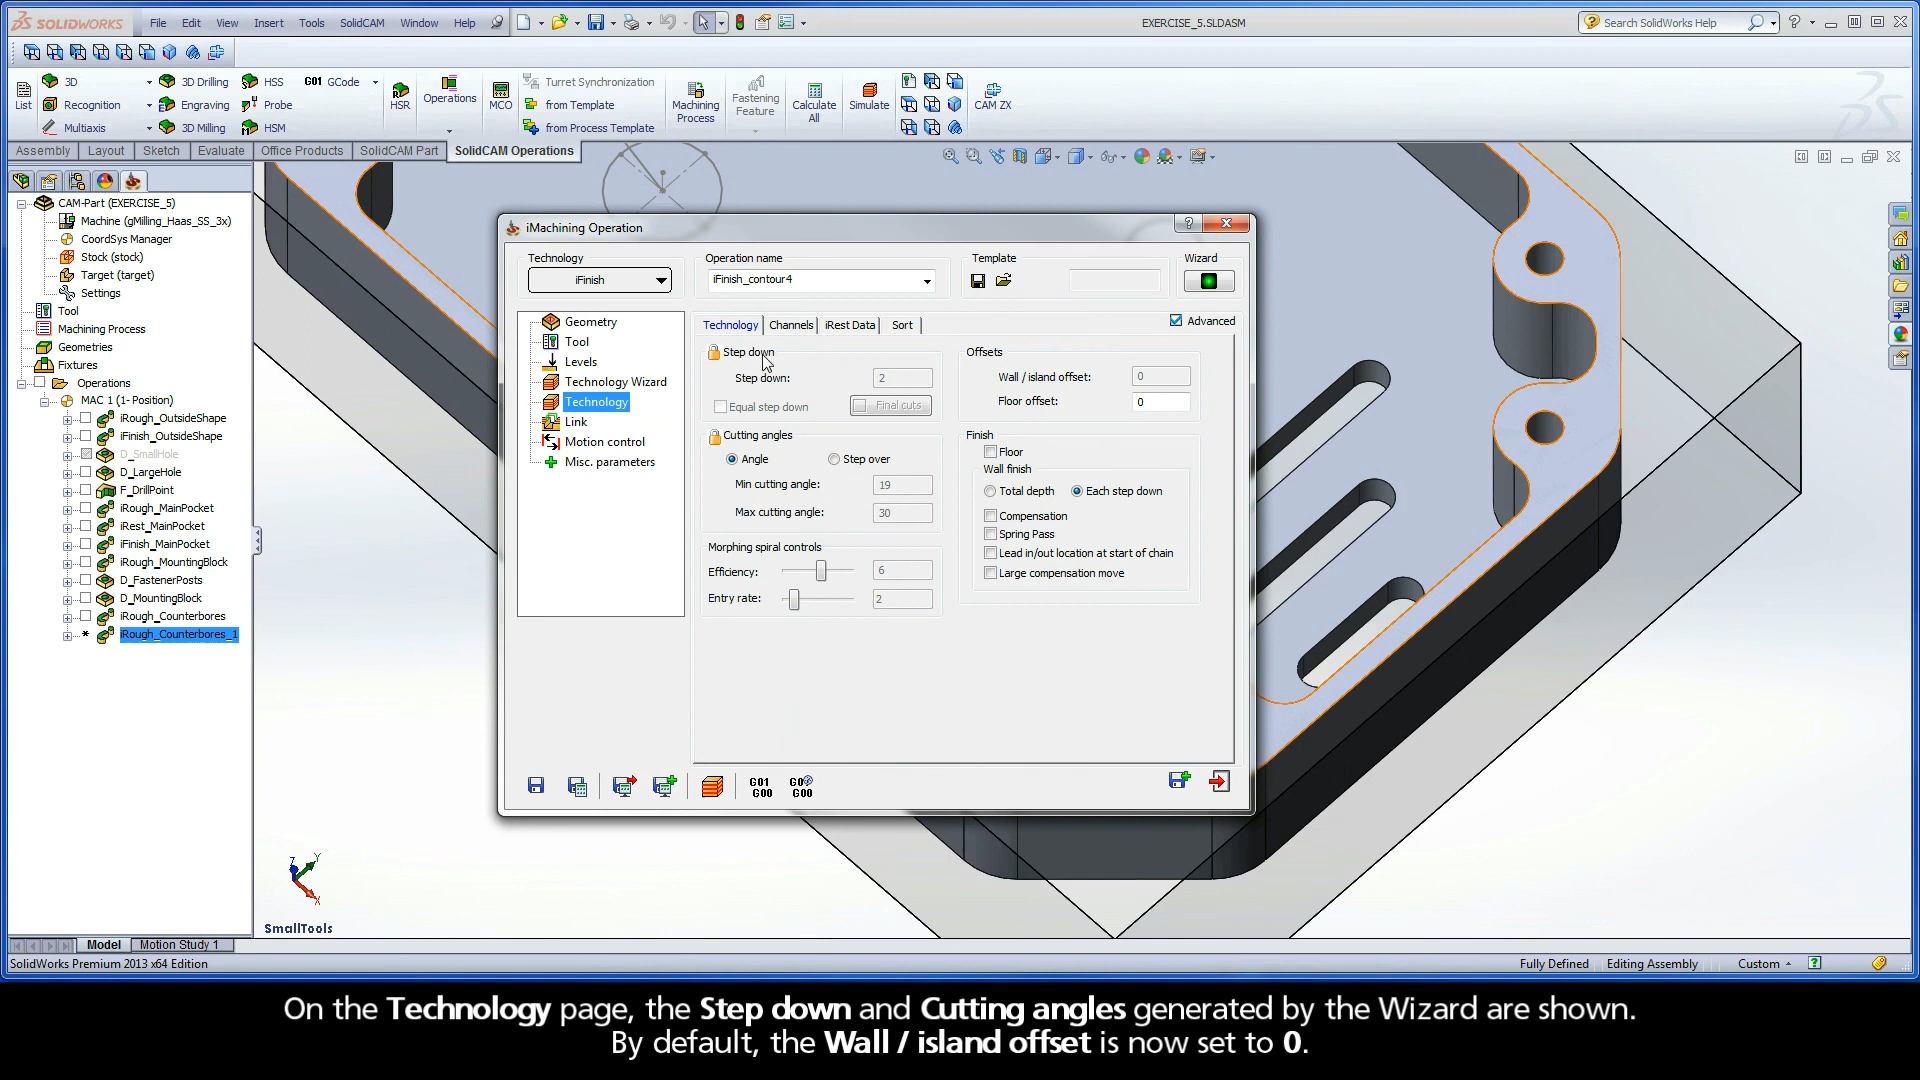 SOLIDWORKS File Edit View Insert Tools SolidCAM Window Help EXERCISE_5.SLDASM Search SolidWorks Help
3D 3D Drilling HSS G01 GCode Turret Synchronization
List Recognition Engraving Probe HSR Operations MCO from Template Machining Process Fastening Feature Calculate All Simulate CAM ZX
Multiaxis 3D Milling HSM from Process Template
Assembly Layout Sketch Evaluate Office Products SolidCAM Part SolidCAM Operations
CAM-Part (EXERCISE_5)
Machine (gMilling_Haas_SS_3x)
CoordSys Manager
Stock (stock)
Target (target)
Settings
Tool
Machining Process
Geometries
Fixtures
Operations
MAC 1 (1- Position)
iRough_OutsideShape
iFinish_OutsideShape
D_SmallHole
D_LargeHole
F_DrillPoint
iRough_MainPocket
iRest_MainPocket
iFinish_MainPocket
iRough_MountingBlock
D_FastenerPosts
D_MountingBlock
iRough_Counterbores
* iRough_Counterbores_1
iMachining Operation
Technology Operation name Template Wizard
iFinish iFinish_contour4
Geometry
Tool
Levels
Technology Wizard
Technology
Link
Motion control
Misc. parameters
Technology Channels iRest Data Sort Advanced
Step down
Step down: 2
Equal step down Final cuts
Cutting angles
Angle Step over
Min cutting angle: 19
Max cutting angle: 30
Morphing spiral controls
Efficiency: 6
Entry rate: 2
Offsets
Wall / island offset: 0
Floor offset: 0
Finish
Floor
Wall finish
Total depth Each step down
Compensation
Spring Pass
Lead in/out location at start of chain
Large compensation move
G01 G00 G0 G00
Z Y X
SmallTools
Model Motion Study 1
SolidWorks Premium 2013 x64 Edition Fully Defined Editing Assembly Custom
On the Technology page, the Step down and Cutting angles generated by the Wizard are shown.
By default, the Wall / island offset is now set to 0.